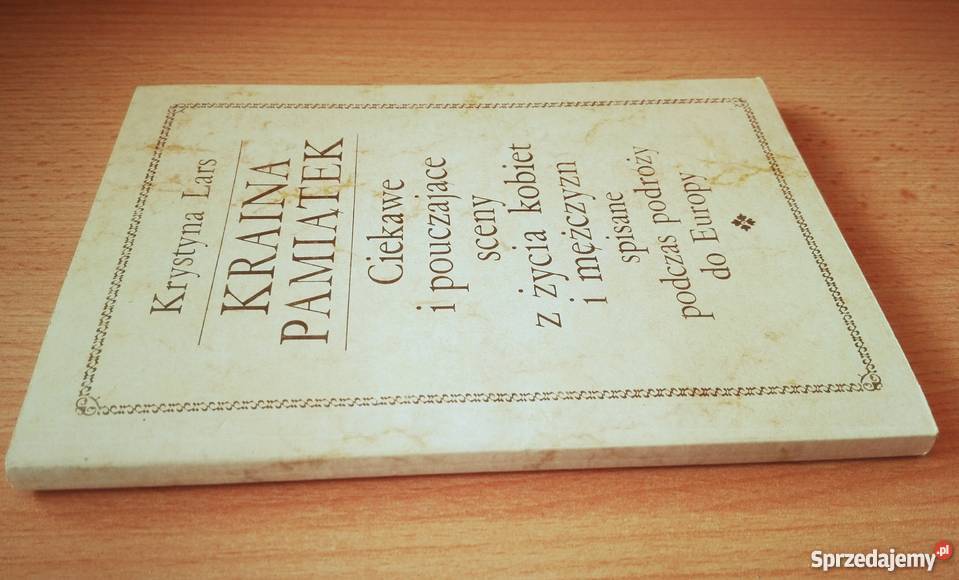 Krystyna Lars
KRAINA
PAMIĄTEK
Ciekawe
i pouczające
sceny
z życia kobiet
i mężczyzn
spisane
podczas podróży
do Europy
Sprzedajemy.pl